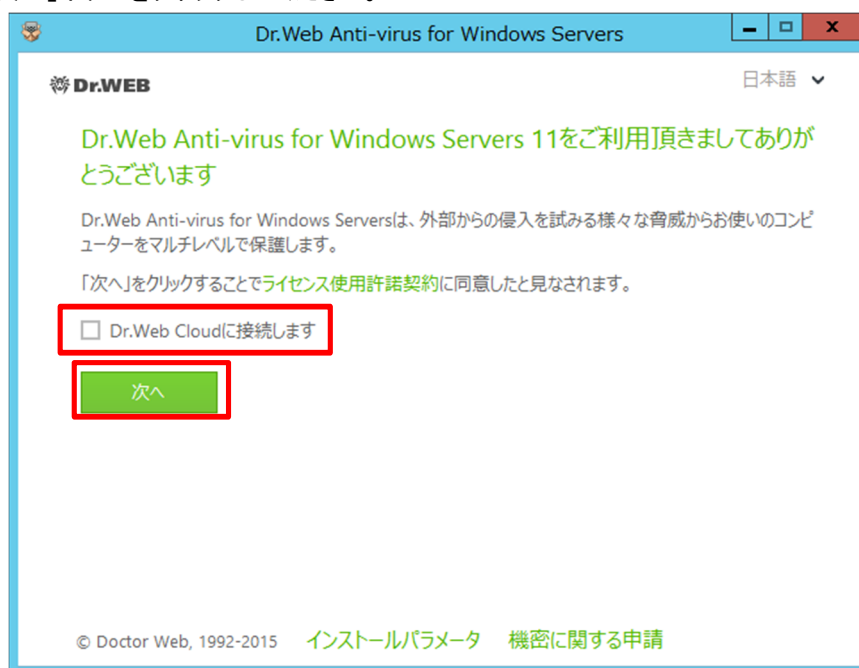 Dr.Web Anti-virus for Windows Servers
Dr.WEB
日本語
Dr.Web Anti-virus for Windows Servers 11をご利用頂きましてありが
とうございます
Dr.Web Anti-virus for Windows Serversは、外部からの侵入を試みる様々な脅威からお使いのコンピ
ューターをマルチレベルで保護します。
「次へ」をクリックすることでライセンス使用許諾契約に同意したと見なされます。
Dr.Web Cloudに接続します
次へ
© Doctor Web, 1992-2015 インストールパラメータ 機密に関する申請